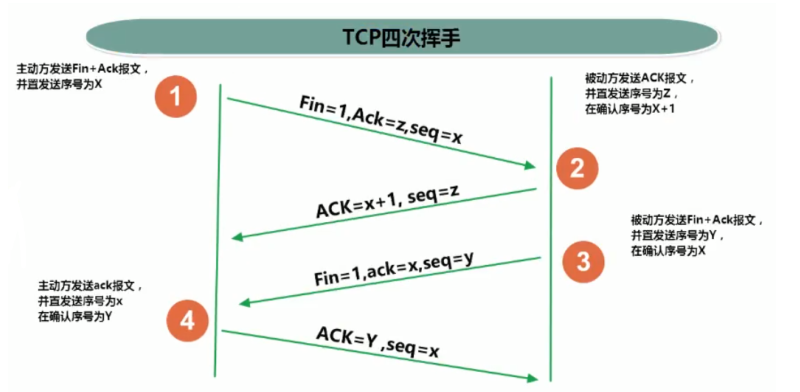 TCP四次挥手
主动方发送Fin+Ack报文，
并置发送序号为X
1
被动方发送ACK报文，
并置发送序号为Z，
在确认序号为X+1
Fin=1,Ack=z,seq=x
2
ACK=x+1, seq=z
被动方发送Fin+Ack报文，
并置发送序号为Y，
在确认序号为X
3
Fin=1,ack=x,seq=y
主动方发送ack报文，
并置发送序号为x
在确认序号为Y
4
ACK=Y ,seq=x